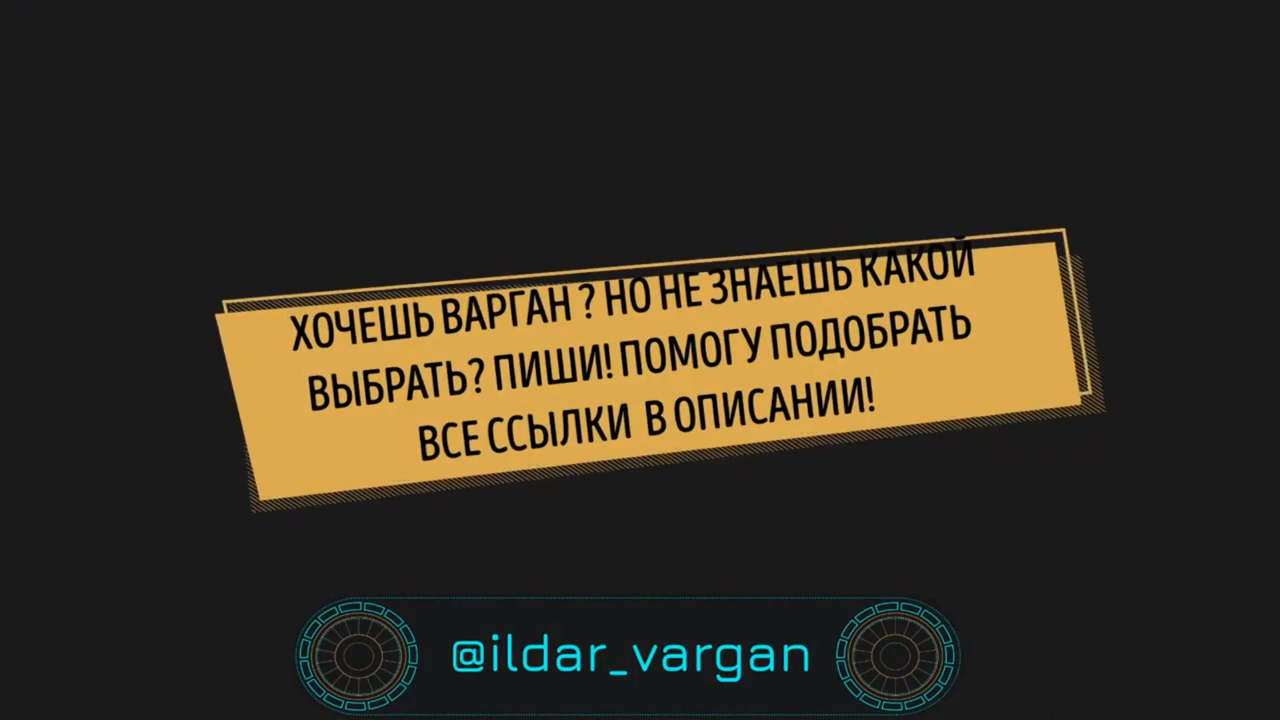 ХОЧЕШЬ ВАРГАН ? НО НЕ ЗНАЕШЬ КАКОЙ
ВЫБРАТЬ? ПИШИ! ПОМОГУ ПОДОБРАТЬ
ВСЕ ССЫЛКИ В ОПИСАНИИ!
@ildar_vargan